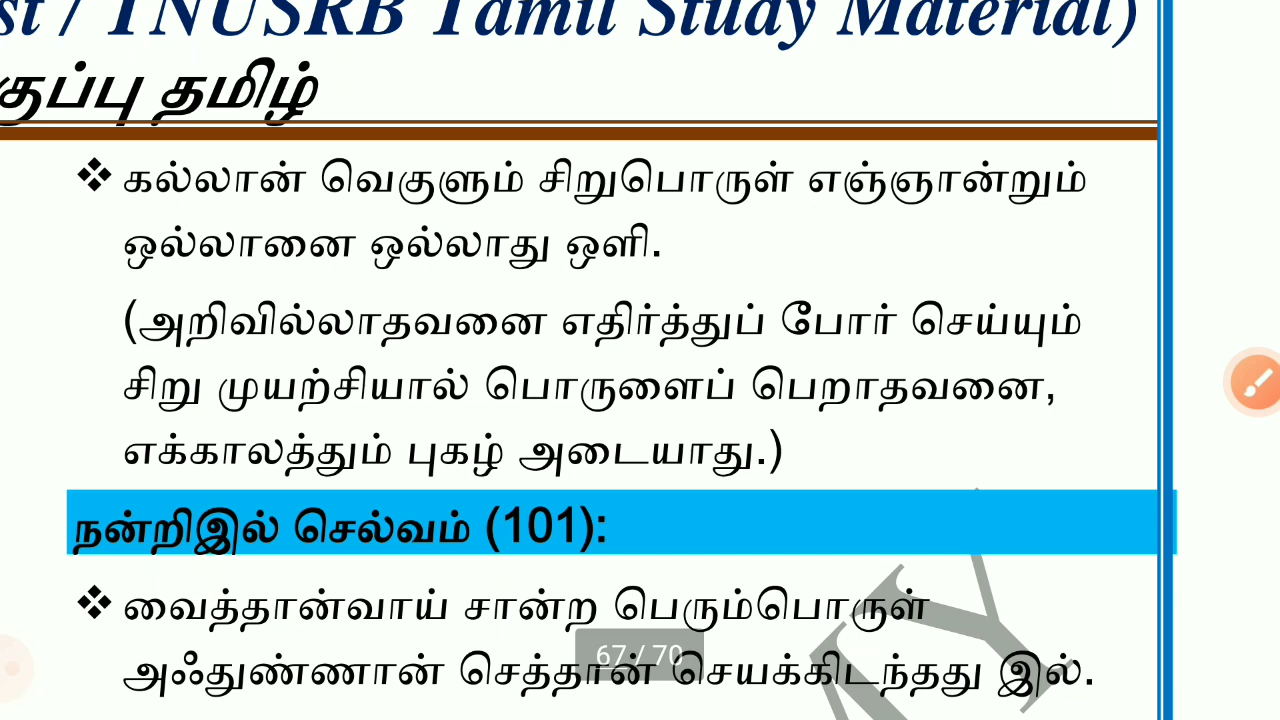 st / TNUSRB Tamil Study Material)
குப்பு தமிழ்
❖ கல்லான் வெகுளும் சிறுபொருள் எஞ்ஞான்றும்
ஒல்லானை ஒல்லாது ஒளி.
(அறிவில்லாதவனை எதிர்த்துப் போர் செய்யும்
சிறு முயற்சியால் பொருளைப் பெறாதவனை,
எக்காலத்தும் புகழ் அடையாது.)
நன்றிஇல் செல்வம் (101):
❖ வைத்தான்வாய் சான்ற பெரும்பொருள்
அஃதுண்ணான் செத்தான் செயக்கிடந்தது இல்.
67 / 70
MY